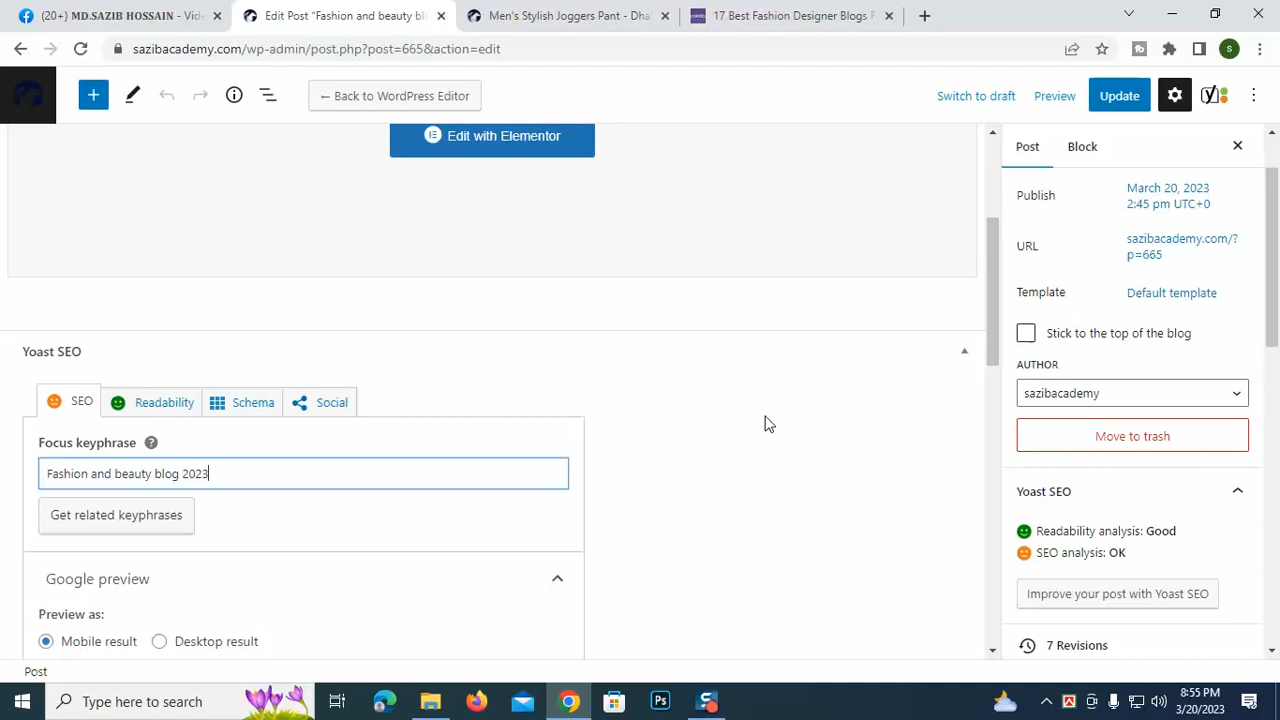 (20+) MD.SAZIB HOSSAIN - Vide
Edit Post "Fashion and beauty blo
Men's Stylish Joggers Pant - Dha
17 Best Fashion Designer Blogs F
sazibacademy.com/wp-admin/post.php?post=665&action=edit
S
← Back to WordPress Editor
Switch to draft
Preview
Update
Edit with Elementor
Post
Block
Publish
March 20, 2023
2:45 pm UTC+0
URL
sazibacademy.com/?
p=665
Template
Default template
Stick to the top of the blog
AUTHOR
sazibacademy
Move to trash
Yoast SEO
Readability analysis: Good
SEO analysis: OK
Improve your post with Yoast SEO
7 Revisions
Yoast SEO
SEO
Readability
Schema
Social
Focus keyphrase ?
Fashion and beauty blog 2023
Get related keyphrases
Google preview
Preview as:
Mobile result
Desktop result
Post
Type here to search
Ps
8:55 PM
3/20/2023